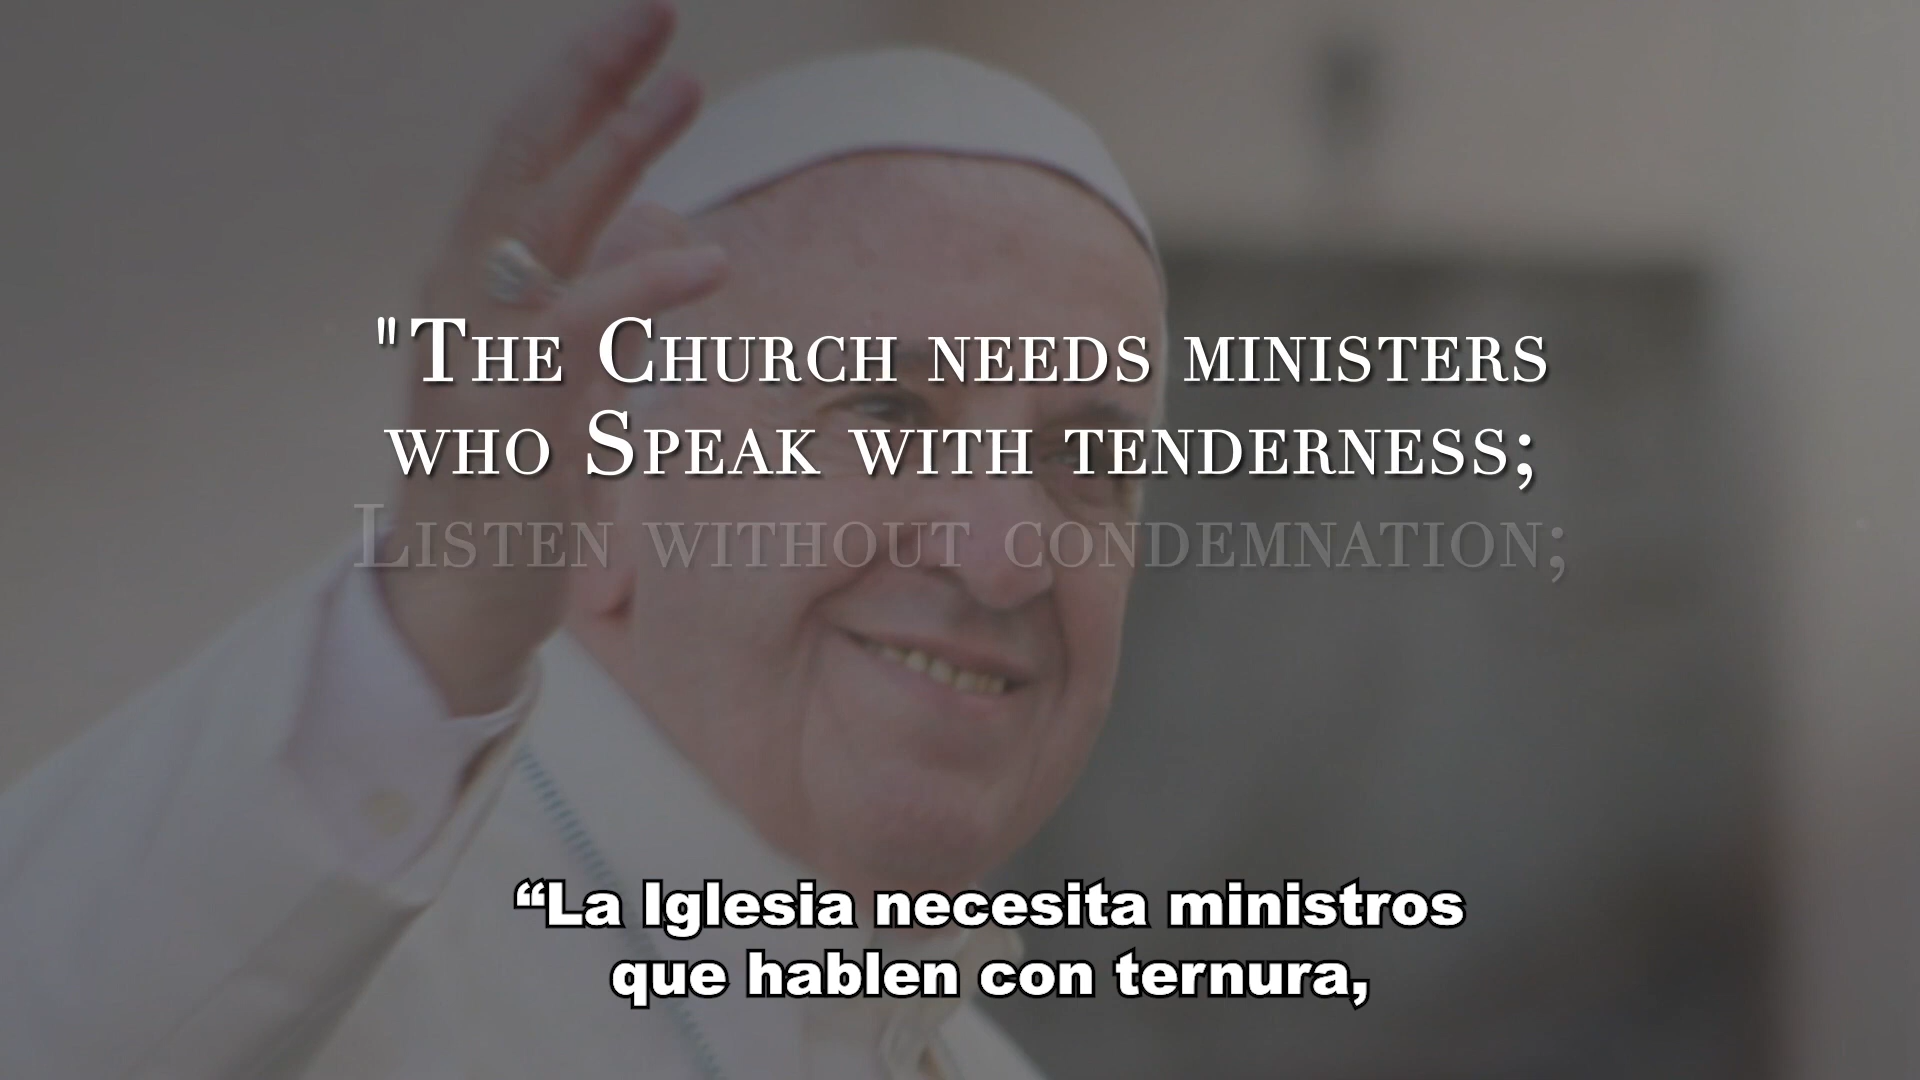 "The Church needs ministers
who Speak with tenderness;
Listen without condemnation;
“La Iglesia necesita ministros
que hablen con ternura,